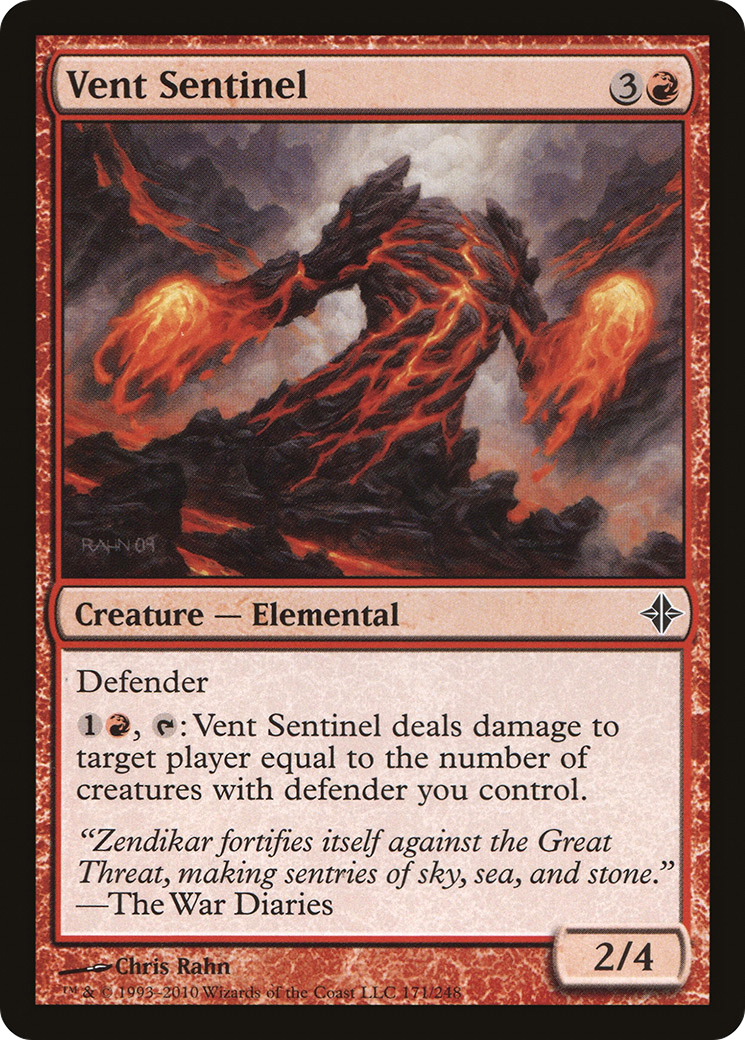 Vent Sentinel 3
RAHN 09
Creature — Elemental
Defender
1 , : Vent Sentinel deals damage to
target player equal to the number of
creatures with defender you control.
“Zendikar fortifies itself against the Great
Threat, making sentries of sky, sea, and stone.”
—The War Diaries
2/4
Chris Rahn
™ & © 1993–2010 Wizards of the Coast LLC 171/248